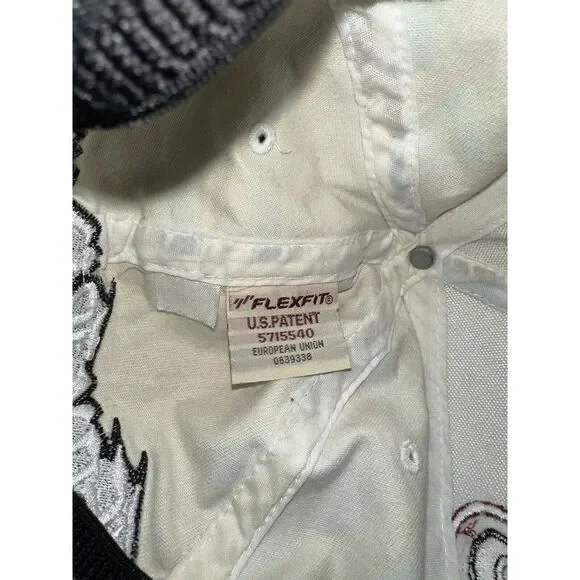 FLEXFIT®
U.S.PATENT
5715540
EUROPEAN UNION
0639338